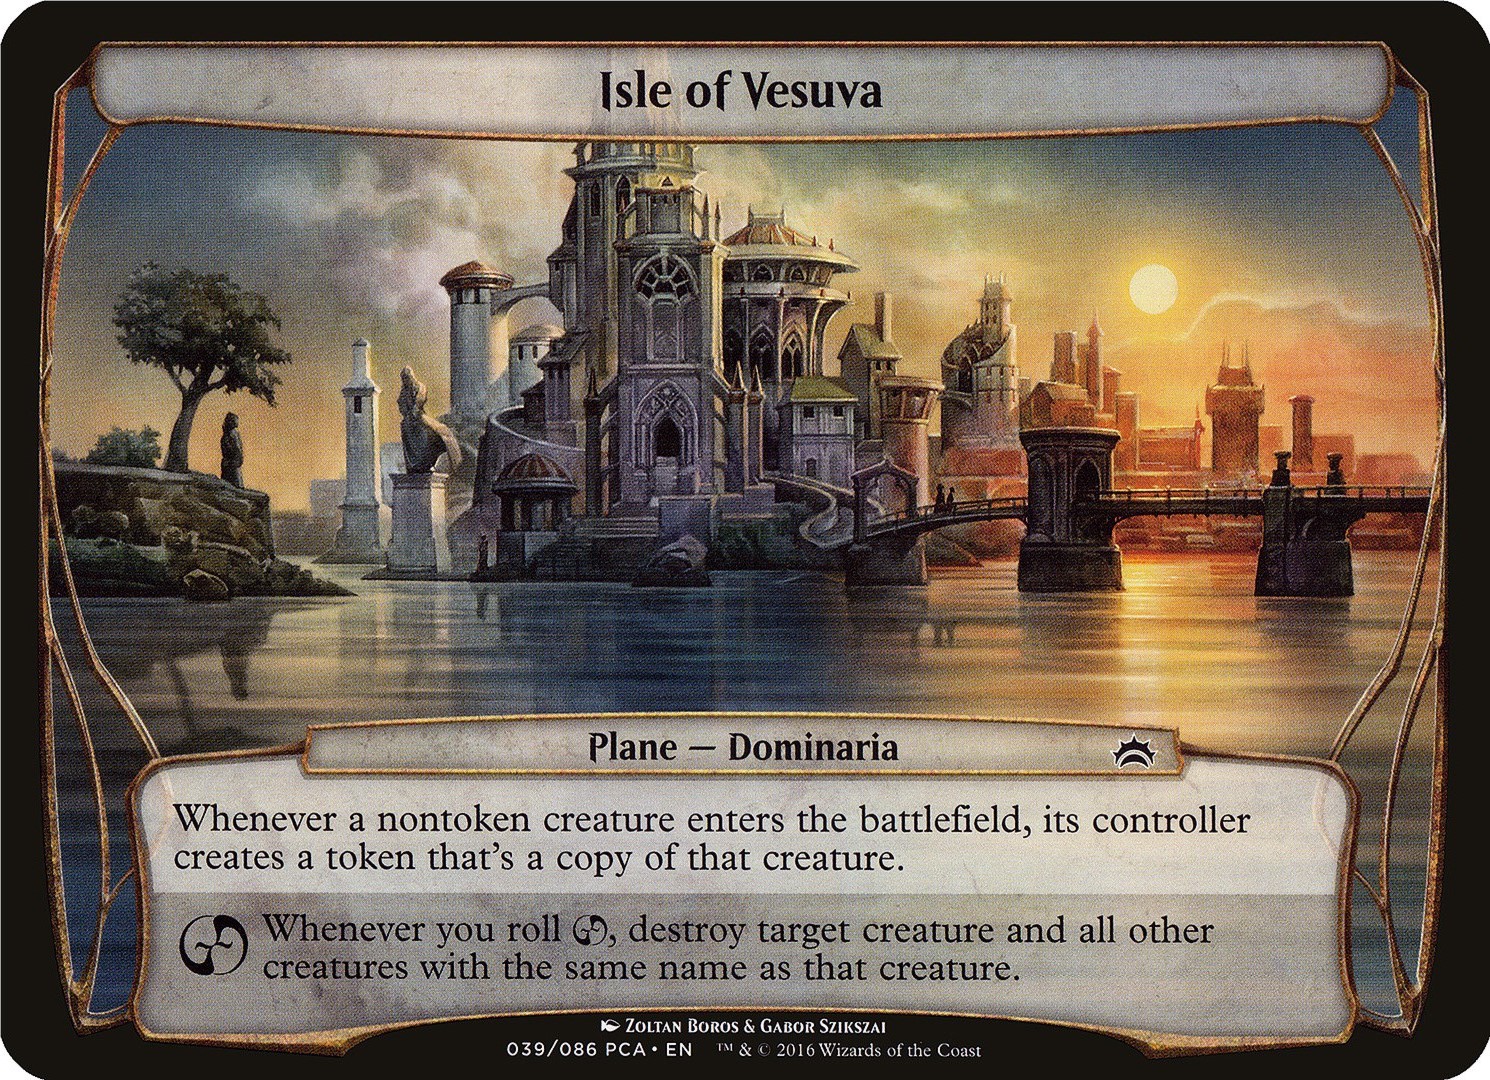 Isle of Vesuva
Plane — Dominaria
Whenever a nontoken creature enters the battlefield, its controller
creates a token that's a copy of that creature.
Whenever you roll , destroy target creature and all other
creatures with the same name as that creature.
Zoltan Boros & Gabor Szikszai
039/086 PCA • EN ™ & © 2016 Wizards of the Coast